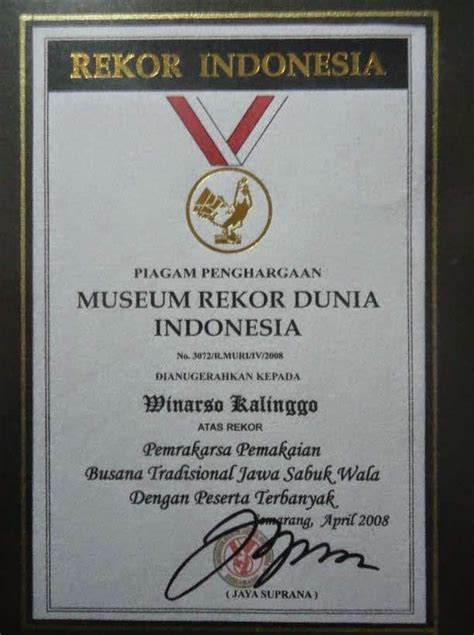 REKOR INDONESIA
PIAGAM PENGHARGAAN
MUSEUM REKOR DUNIA
INDONESIA
No. 3072/R.MURI/IV/2008
DIANUGERAHKAN KEPADA
Winarso Kalinggo
ATAS REKOR
Pemrakarsa Pemakaian
Busana Tradisional Jawa Sabuk Wala
Dengan Peserta Terbanyak
Semarang, April 2008
( JAYA SUPRANA )